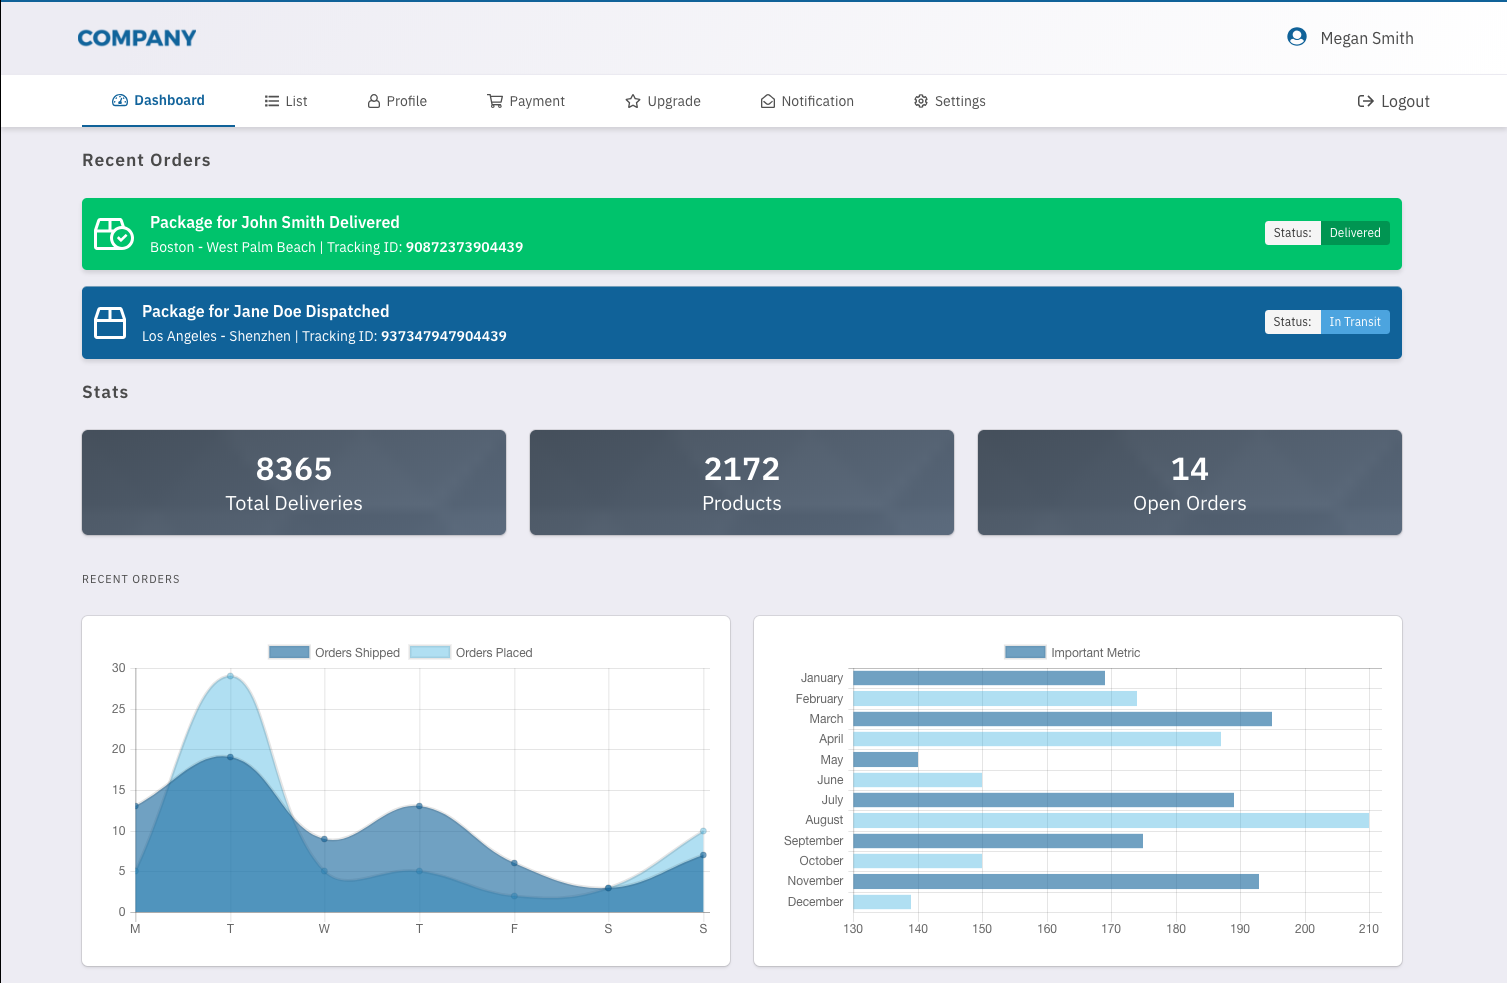 COMPANY
Megan Smith
Dashboard
List
Profile
Payment
Upgrade
Notification
Settings
Logout
Recent Orders
Package for John Smith Delivered
Boston - West Palm Beach | Tracking ID: 90872373904439
Status: Delivered
Package for Jane Doe Dispatched
Los Angeles - Shenzhen | Tracking ID: 937347947904439
Status: In Transit
Stats
8365
Total Deliveries
2172
Products
14
Open Orders
RECENT ORDERS
Orders Shipped
Orders Placed
30
25
20
15
10
5
0
M T W T F S S
Important Metric
January
February
March
April
May
June
July
August
September
October
November
December
130 140 150 160 170 180 190 200 210